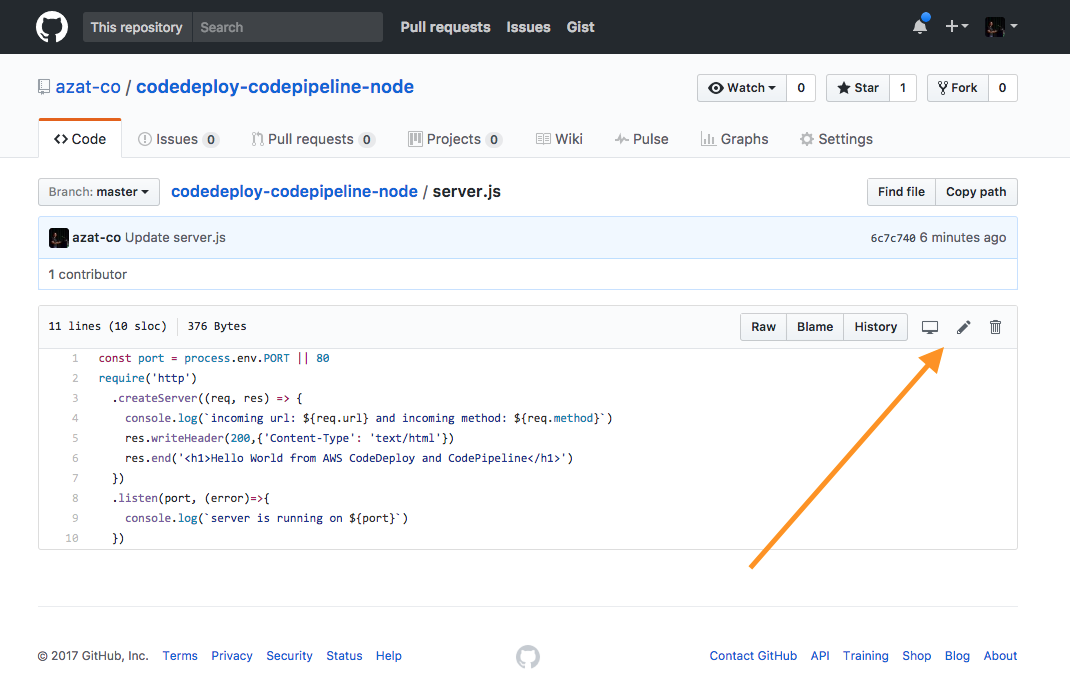 This repository Search Pull requests Issues Gist
azat-co / codedeploy-codepipeline-node Watch 0 Star 1 Fork 0
Code Issues 0 Pull requests 0 Projects 0 Wiki Pulse Graphs Settings
Branch: master codedeploy-codepipeline-node / server.js Find file Copy path
azat-co Update server.js 6c7c740 6 minutes ago
1 contributor
11 lines (10 sloc) 376 Bytes Raw Blame History
1 const port = process.env.PORT || 80
2 require('http')
3 .createServer((req, res) => {
4 console.log(`incoming url: ${req.url} and incoming method: ${req.method}`)
5 res.writeHeader(200,{'Content-Type': 'text/html'})
6 res.end('<h1>Hello World from AWS CodeDeploy and CodePipeline</h1>')
7 })
8 .listen(port, (error)=>{
9 console.log(`server is running on ${port}`)
10 })
© 2017 GitHub, Inc. Terms Privacy Security Status Help Contact GitHub API Training Shop Blog About